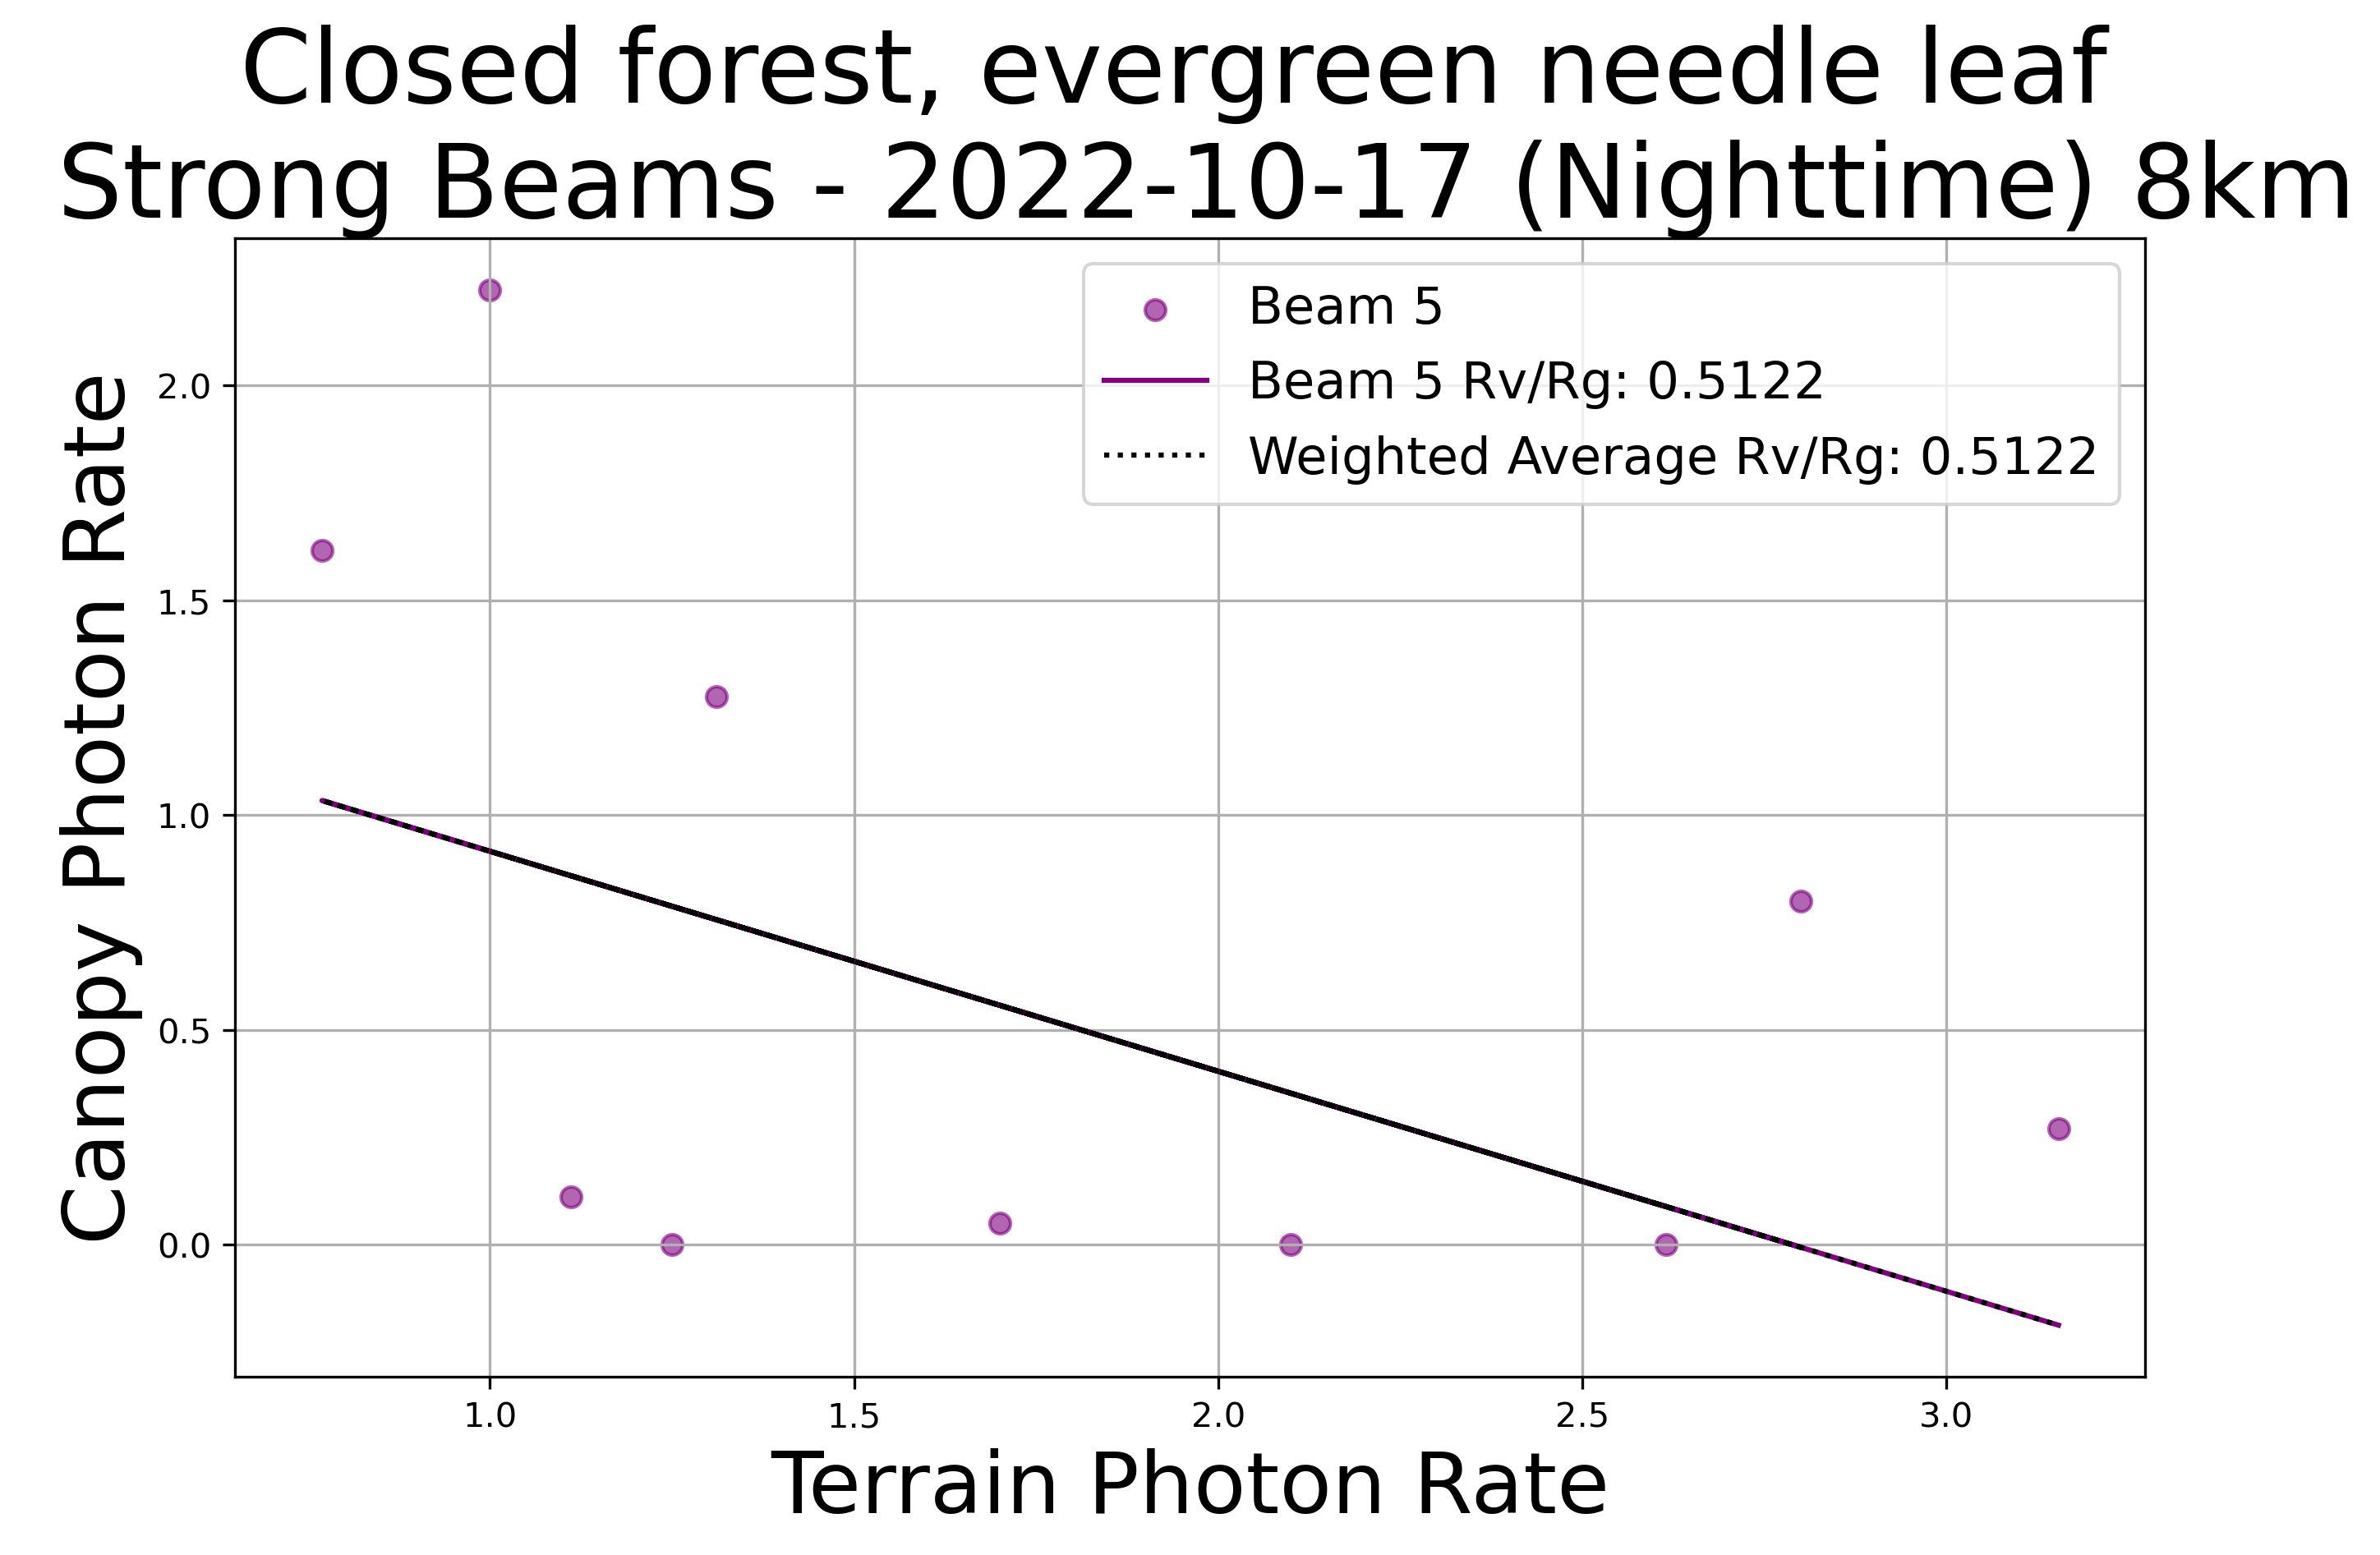 Closed forest, evergreen needle leaf
Strong Beams - 2022-10-17 (Nighttime) 8km
Beam 5
Beam 5 Rv/Rg: 0.5122
Weighted Average Rv/Rg: 0.5122
Canopy Photon Rate
2.0
1.5
1.0
0.5
0.0
1.0 1.5 2.0 2.5 3.0
Terrain Photon Rate